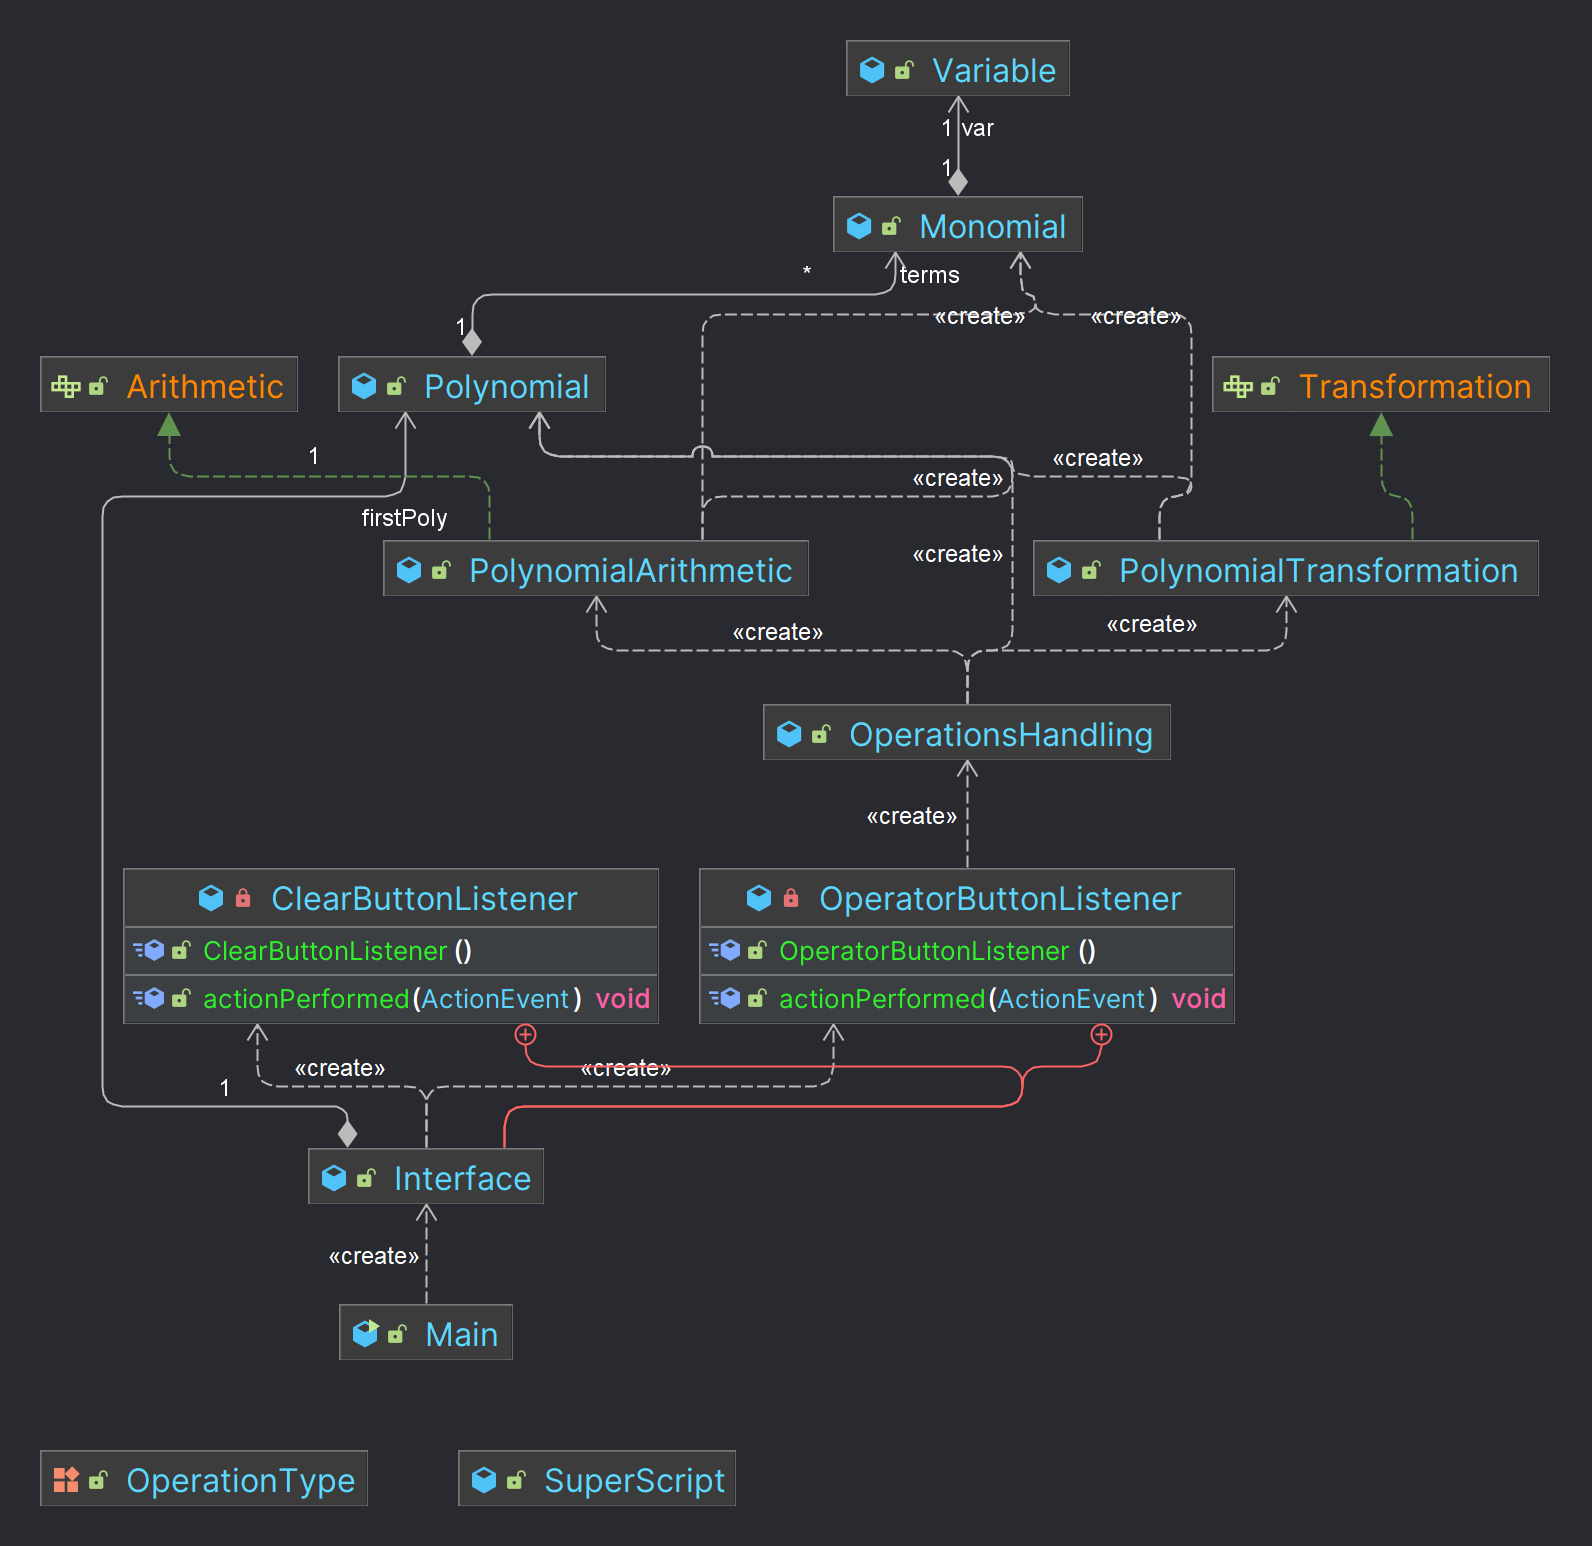 Variable
1 var
1
Monomial
* terms
«create» «create»
1
Arithmetic
Polynomial
Transformation
1
«create»
«create»
firstPoly
«create»
PolynomialArithmetic
PolynomialTransformation
«create»
«create»
OperationsHandling
«create»
ClearButtonListener
ClearButtonListener ()
actionPerformed(ActionEvent) void
OperatorButtonListener
OperatorButtonListener ()
actionPerformed(ActionEvent) void
«create»
«create»
1
Interface
«create»
Main
OperationType
SuperScript